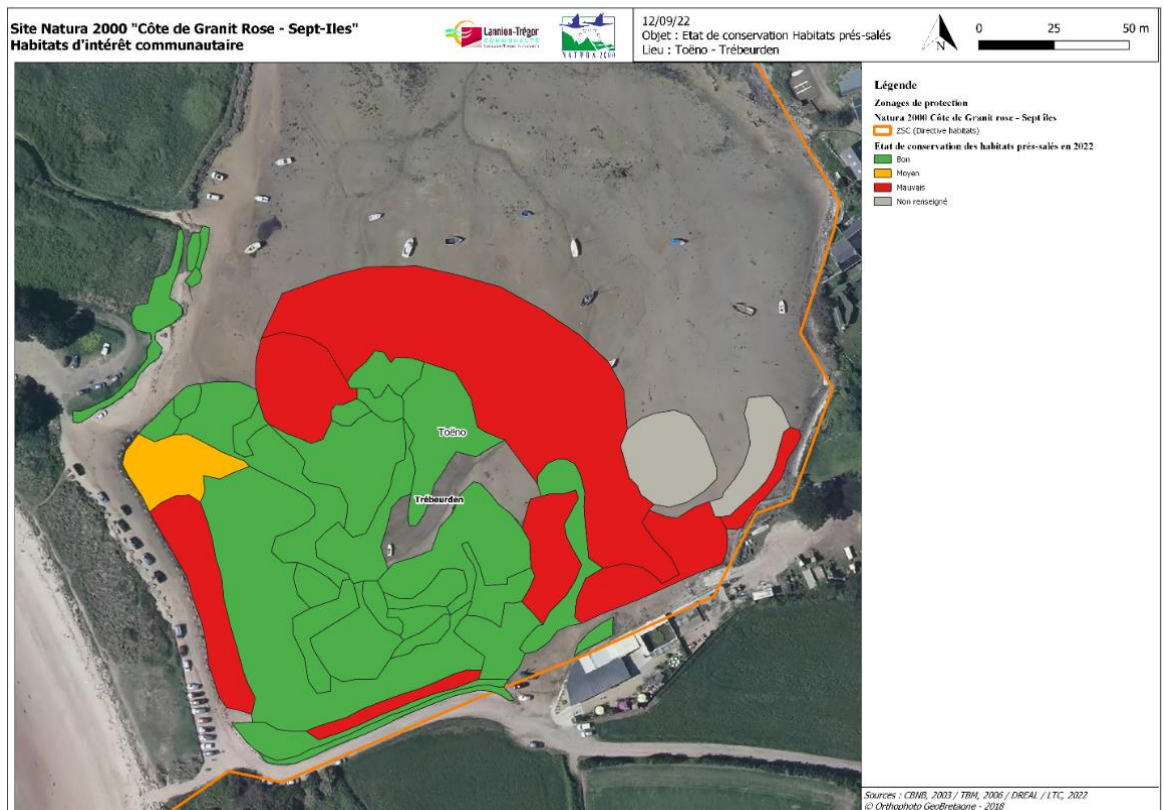 Site Natura 2000 "Côte de Granit Rose - Sept-Iles"
Habitats d'intérêt communautaire
Lannion-Trégor
COMMUNAUTÉ
NATURA 2000
12/09/22
Objet : Etat de conservation Habitats prés-salés
Lieu : Toëno - Trébeurden
N
0 25 50 m
Légende
Zonages de protection
Natura 2000 Côte de Granit rose - Sept îles
ZSC (Directive habitats)
Etat de conservation des habitats prés-salés en 2022
Bon
Moyen
Mauvais
Non renseigné
Toëno
Trébeurden
Sources : CBNB, 2003 / TBM, 2006 / DREAL / LTC, 2022
© Orthophoto GeoBretagne - 2018